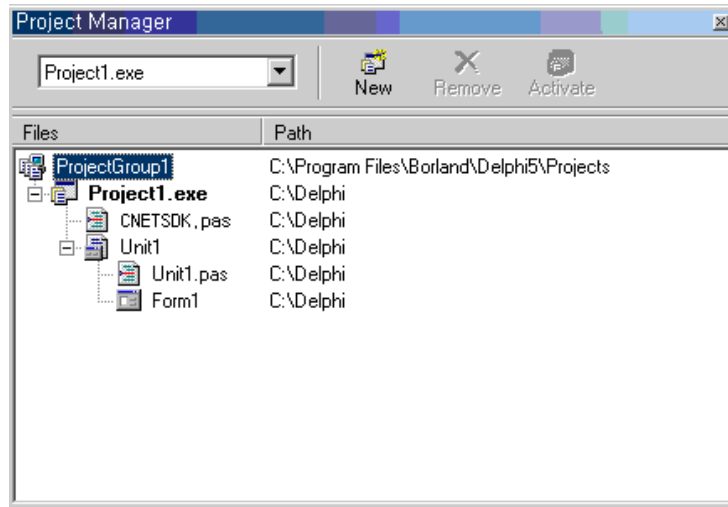 Project Manager
Project1.exe
New Remove Activate
Files Path
ProjectGroup1 C:\Program Files\Borland\Delphi5\Projects
Project1.exe C:\Delphi
CNETSDK.pas C:\Delphi
Unit1 C:\Delphi
Unit1.pas C:\Delphi
Form1 C:\Delphi